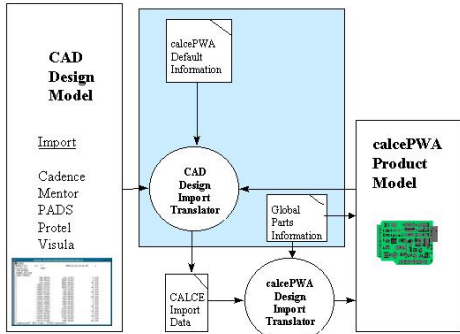 CAD
Design
Model
Import
Cadence
Mentor
PADS
Protel
Visula
calcePWA
Default
Information
CAD
Design
Import
Translator
Global
Parts
Information
CALCE
Import
Data
calcePWA
Design
Import
Translator
calcePWA
Product
Model